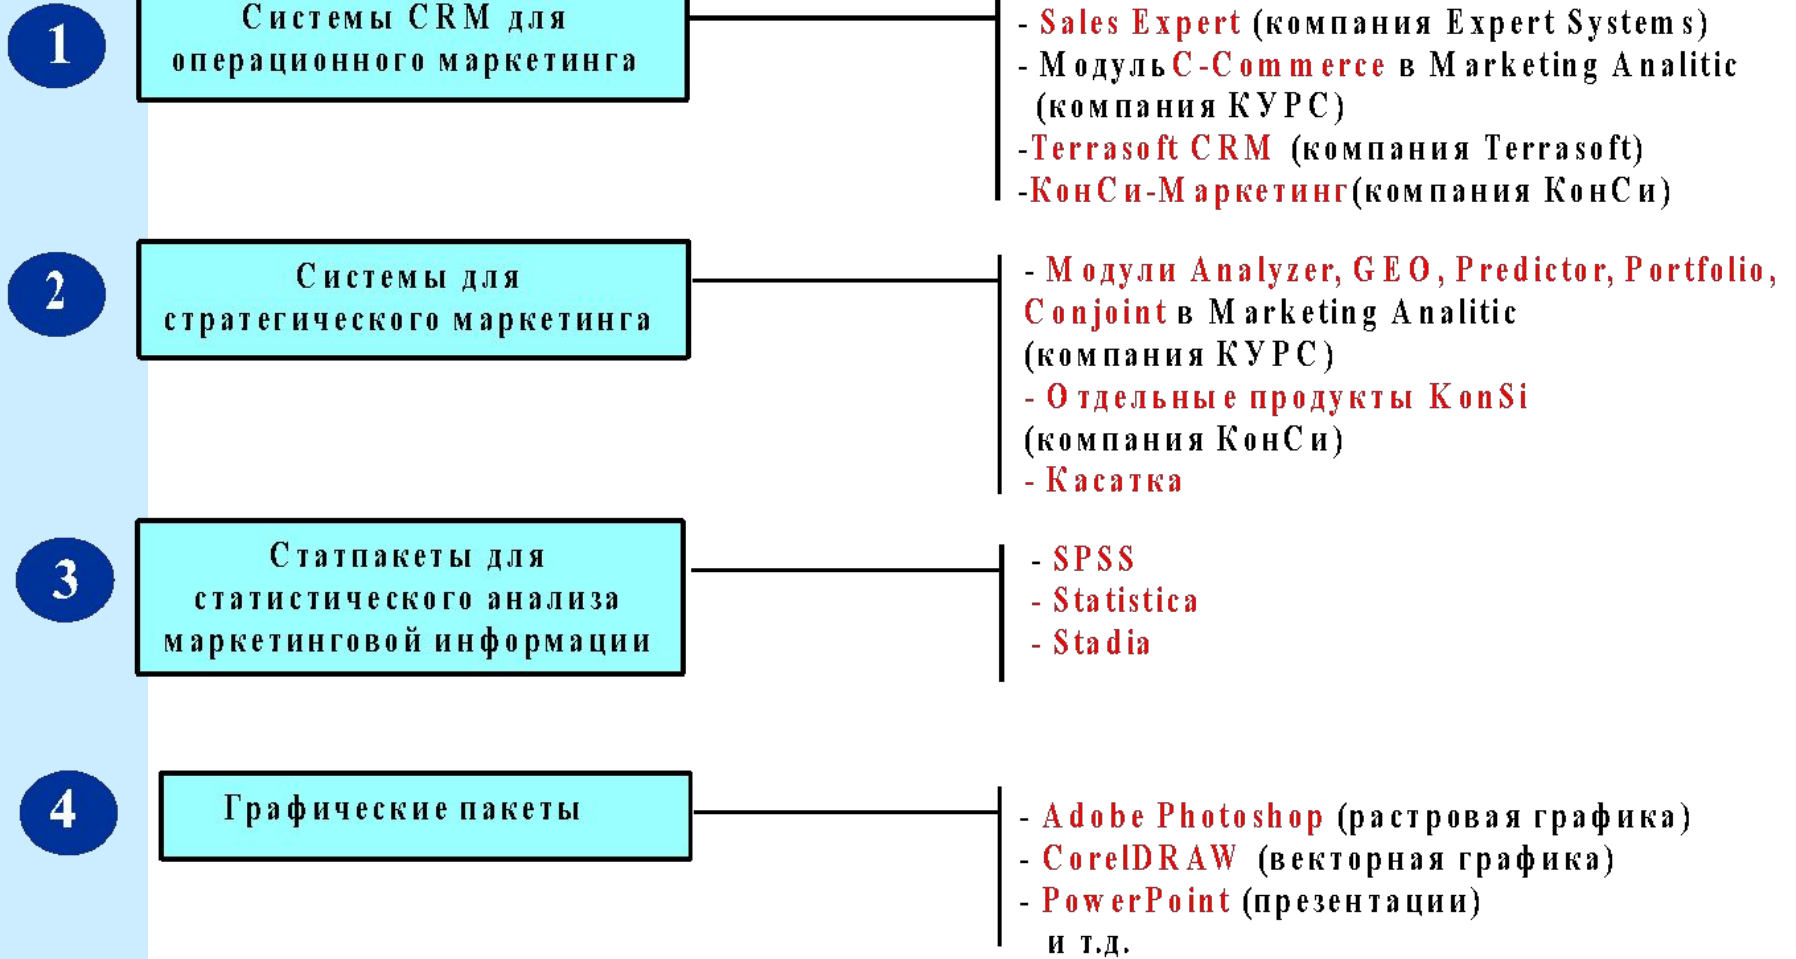 1
Системы CRM для
операционного маркетинга
- Sales Expert (компания Expert Systems)
- Модуль C-Commerce в Marketing Analitic
(компания КУРС)
-Terrasoft CRM (компания Terrasoft)
-КонСи-Маркетинг(компания КонСи)
2
Системы для
стратегического маркетинга
- Модули Analyzer, GEO, Predictor, Portfolio,
Conjoint в Marketing Analitic
(компания КУРС)
- Отдельные продукты KonSi
(компания КонСи)
- Касатка
3
Статпакеты для
статистического анализа
маркетинговой информации
- SPSS
- Statistica
- Stadia
4
Графические пакеты
- Adobe Photoshop (растровая графика)
- CorelDRAW (векторная графика)
- PowerPoint (презентации)
и т.д.